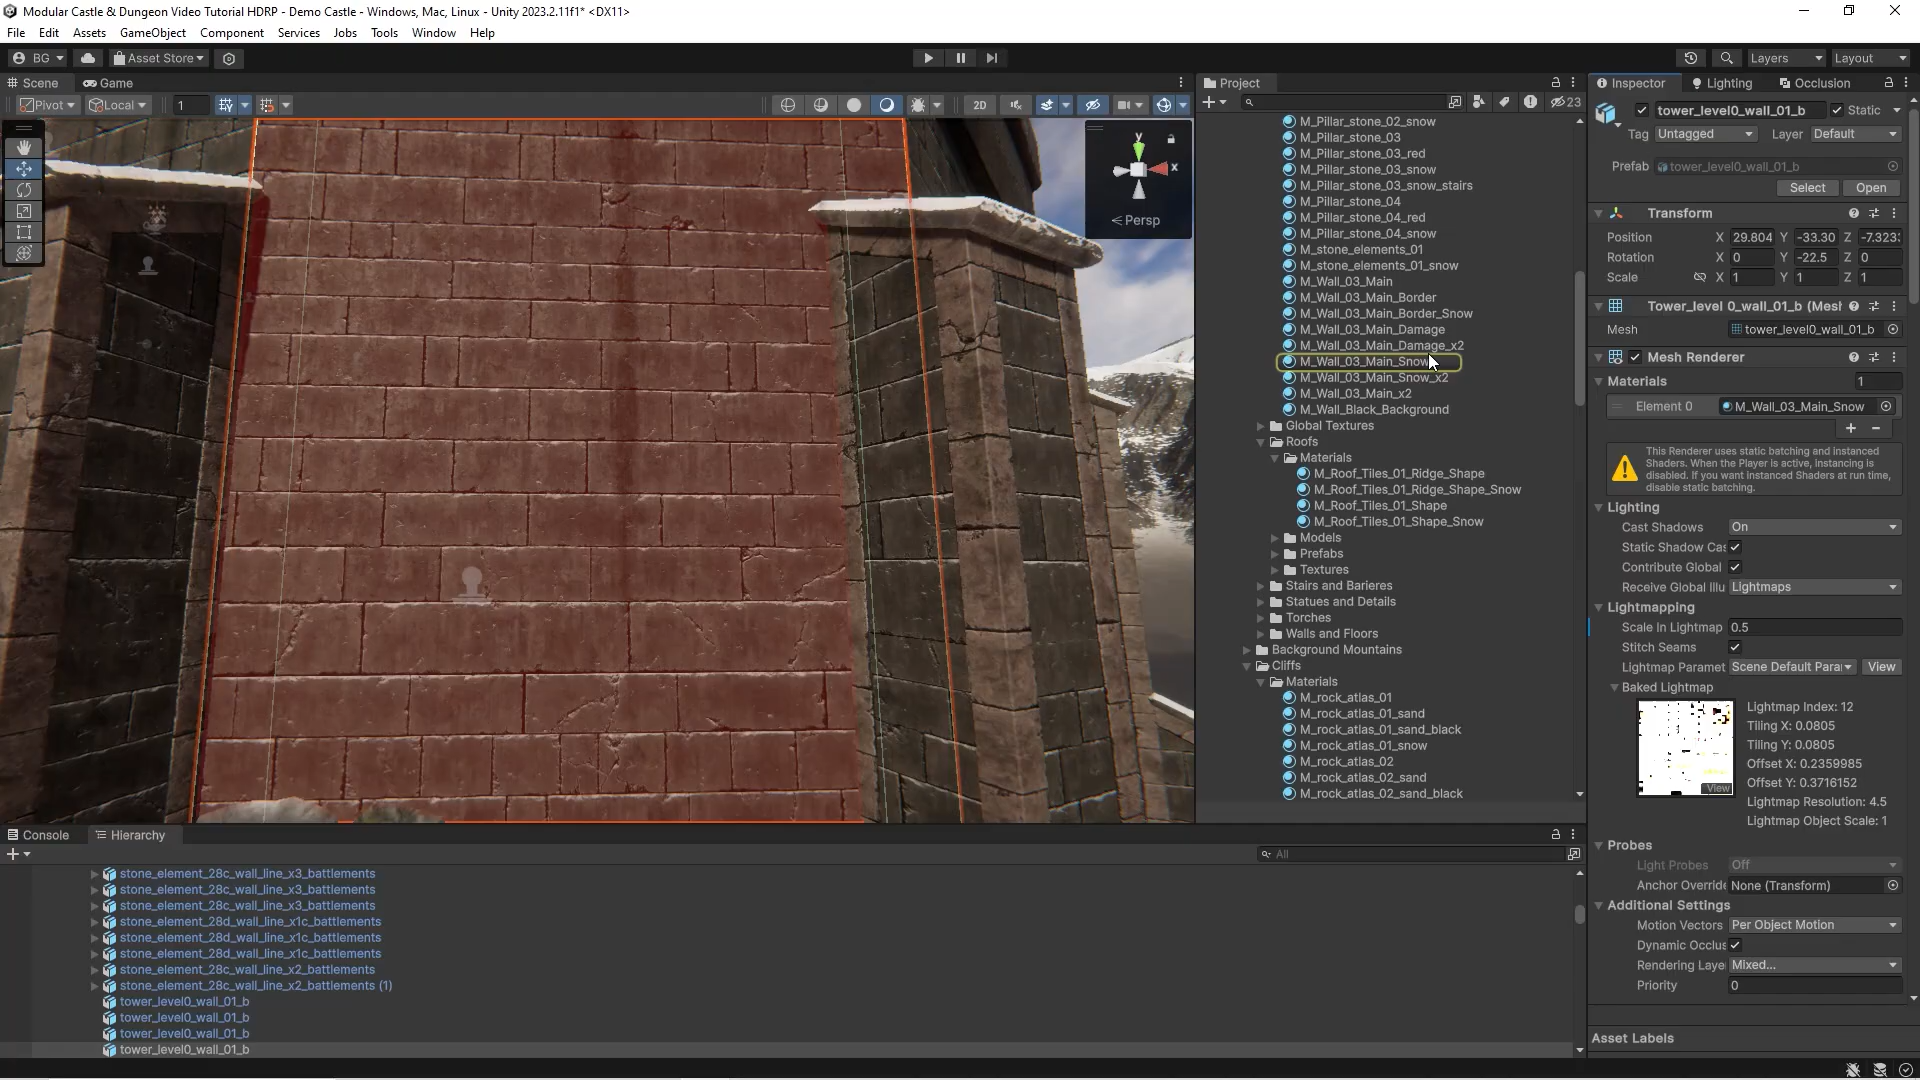 Modular Castle & Dungeon Video Tutorial HDRP - Demo Castle - Windows, Mac, Linux - Unity 2023.2.11f1* <DX11>
File Edit Assets GameObject Component Services Jobs Tools Window Help
BG Asset Store Layers Layout
Scene Game
Pivot Local 1 2D
Y
X
Persp
Project
23
M_Pillar_stone_02_snow
M_Pillar_stone_03
M_Pillar_stone_03_red
M_Pillar_stone_03_snow
M_Pillar_stone_03_snow_stairs
M_Pillar_stone_04
M_Pillar_stone_04_red
M_Pillar_stone_04_snow
M_stone_elements_01
M_stone_elements_01_snow
M_Wall_03_Main
M_Wall_03_Main_Border
M_Wall_03_Main_Border_Snow
M_Wall_03_Main_Damage
M_Wall_03_Main_Damage_x2
M_Wall_03_Main_Snow
M_Wall_03_Main_Snow_x2
M_Wall_03_Main_x2
M_Wall_Black_Background
Global Textures
Roofs
Materials
M_Roof_Tiles_01_Ridge_Shape
M_Roof_Tiles_01_Ridge_Shape_Snow
M_Roof_Tiles_01_Shape
M_Roof_Tiles_01_Shape_Snow
Models
Prefabs
Textures
Stairs and Barieres
Statues and Details
Torches
Walls and Floors
Background Mountains
Cliffs
Materials
M_rock_atlas_01
M_rock_atlas_01_sand
M_rock_atlas_01_sand_black
M_rock_atlas_01_snow
M_rock_atlas_02
M_rock_atlas_02_sand
M_rock_atlas_02_sand_black
Inspector Lighting Occlusion
tower_level0_wall_01_b Static
Tag Untagged Layer Default
Prefab tower_level0_wall_01_b
Select Open
Transform
Position X 29.804 Y -33.30 Z -7.323
Rotation X 0 Y -22.5 Z 0
Scale X 1 Y 1 Z 1
Tower_level 0_wall_01_b (Mesh
Mesh tower_level0_wall_01_b
Mesh Renderer
Materials 1
Element 0 M_Wall_03_Main_Snow
This Renderer uses static batching and instanced
Shaders. When the Player is active, instancing is
disabled. If you want instanced Shaders at run time,
disable static batching.
Lighting
Cast Shadows On
Static Shadow Cas
Contribute Global
Receive Global Illu Lightmaps
Lightmapping
Scale In Lightmap 0.5
Stitch Seams
Lightmap Paramet Scene Default Para View
Baked Lightmap
Lightmap Index: 12
Tiling X: 0.0805
Tiling Y: 0.0805
Offset X: 0.2359985
Offset Y: 0.3716152
View
Lightmap Resolution: 4.5
Lightmap Object Scale: 1
Probes
Light Probes Off
Anchor Override None (Transform)
Additional Settings
Motion Vectors Per Object Motion
Dynamic Occlus
Rendering Laye Mixed...
Priority 0
Asset Labels
Console Hierarchy
All
stone_element_28c_wall_line_x3_battlements
stone_element_28c_wall_line_x3_battlements
stone_element_28c_wall_line_x3_battlements
stone_element_28d_wall_line_x1c_battlements
stone_element_28d_wall_line_x1c_battlements
stone_element_28d_wall_line_x1c_battlements
stone_element_28c_wall_line_x2_battlements
stone_element_28c_wall_line_x2_battlements (1)
tower_level0_wall_01_b
tower_level0_wall_01_b
tower_level0_wall_01_b
tower_level0_wall_01_b